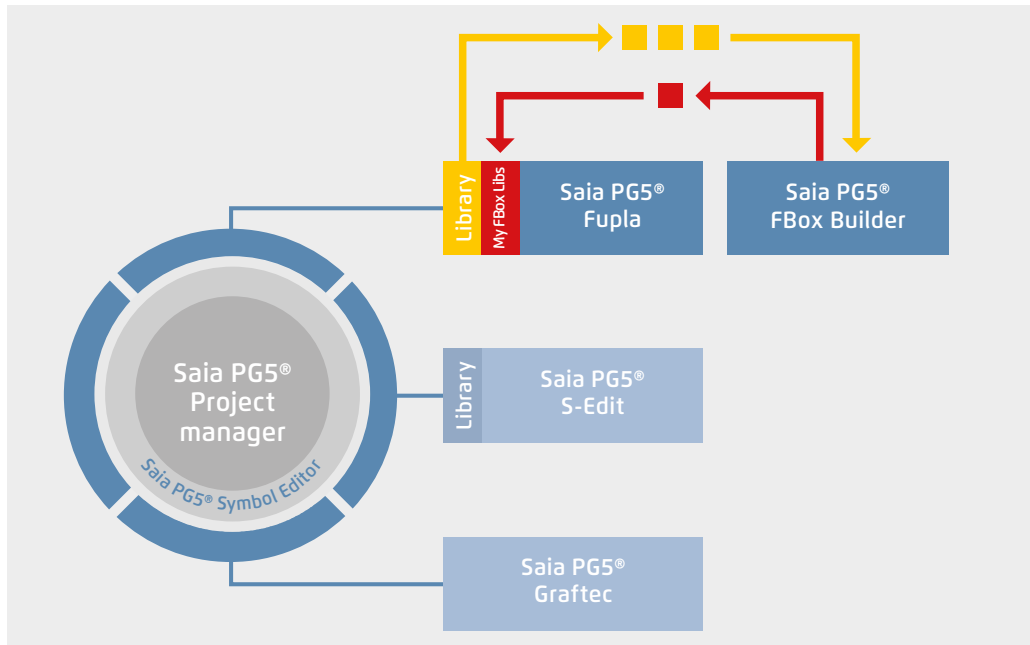 Library
My FBox Libs
Saia PG5®
Fupla
Saia PG5®
FBox Builder
Saia PG5®
Project
manager
Saia PG5® Symbol Editor
Library
Saia PG5®
S-Edit
Saia PG5®
Graftec